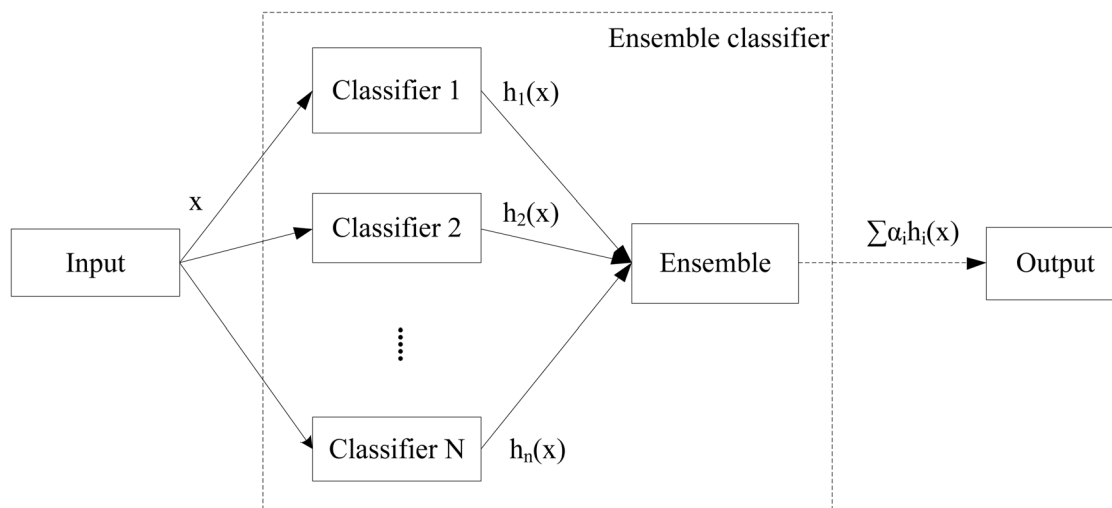 Ensemble classifier
Classifier 1
h₁(x)
x
Classifier 2
h₂(x)
Input
Ensemble
∑αᵢhᵢ(x)
Output
Classifier N
hₙ(x)